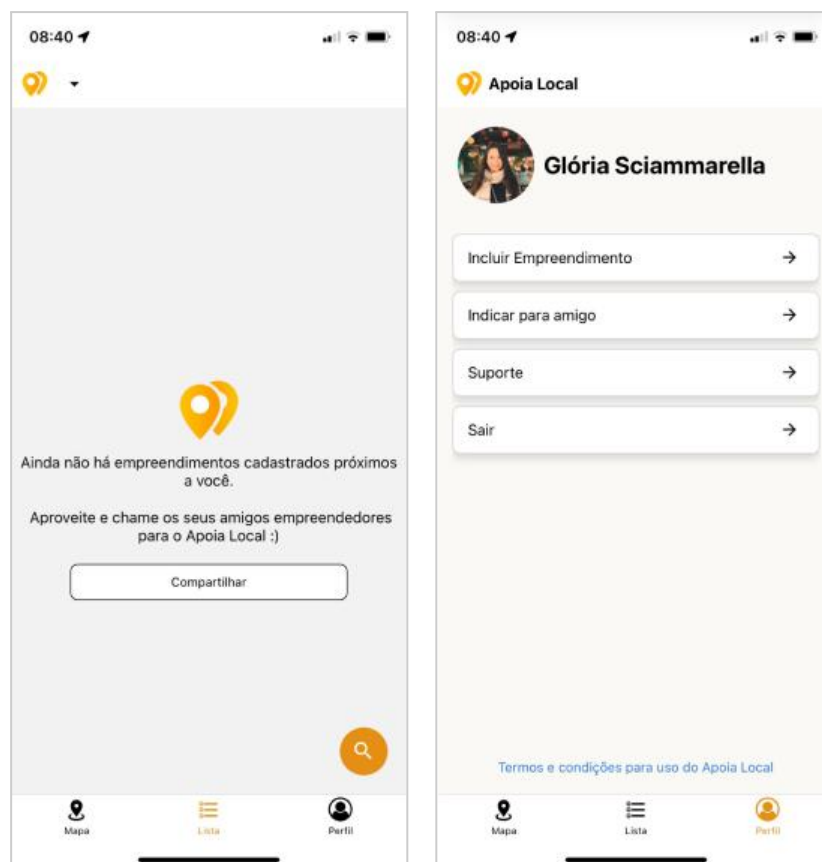 08:40
Ainda não há empreendimentos cadastrados próximos
a você.
Aproveite e chame os seus amigos empreendedores
para o Apoia Local :)
Compartilhar
Mapa
Lista
Perfil
08:40
Apoia Local
Glória Sciammarella
Incluir Empreendimento
Indicar para amigo
Suporte
Sair
Termos e condições para uso do Apoia Local
Mapa
Lista
Perfil